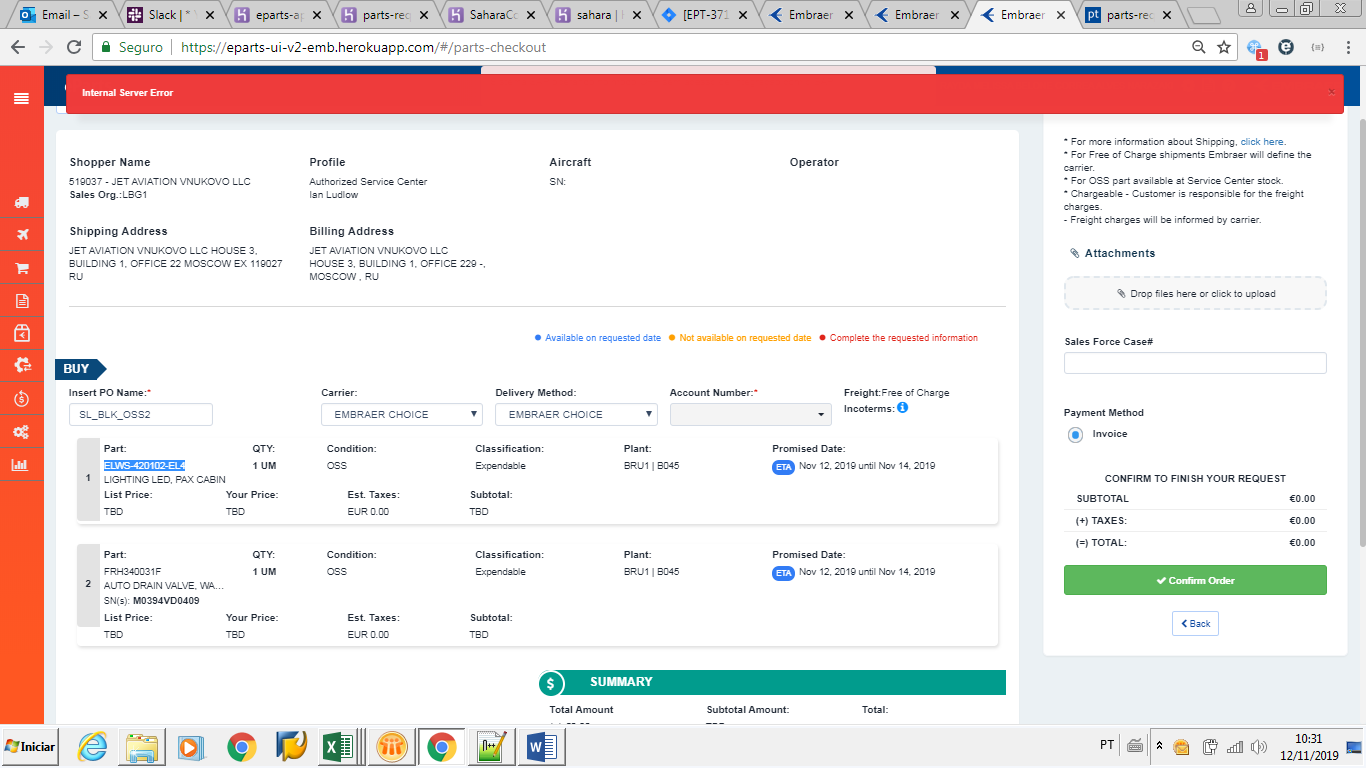 Email – S
Slack | * Y
eparts-ap
parts-req
SaharaCo
sahara |
[EPT-371
Embraer
Embraer
Embraer
parts-rec
Seguro
https://eparts-ui-v2-emb.herokuapp.com/#/parts-checkout
1
Internal Server Error
x
Shopper Name Profile Aircraft Operator
519037 - JET AVIATION VNUKOVO LLC Authorized Service Center SN:
Sales Org.:LBG1 Ian Ludlow
Shipping Address Billing Address
JET AVIATION VNUKOVO LLC HOUSE 3, JET AVIATION VNUKOVO LLC
BUILDING 1, OFFICE 22 MOSCOW EX 119027 HOUSE 3, BUILDING 1, OFFICE 229 -,
RU MOSCOW , RU
Available on requested date Not available on requested date Complete the requested information
BUY
Insert PO Name:* Carrier: Delivery Method: Account Number:* Freight:Free of Charge
SL_BLK_OSS2 EMBRAER CHOICE EMBRAER CHOICE Incoterms:
Part: QTY: Condition: Classification: Plant: Promised Date:
1 ELWS-420102-EL4 1 UM OSS Expendable BRU1 | B045 ETA Nov 12, 2019 until Nov 14, 2019
LIGHTING LED, PAX CABIN
List Price: Your Price: Est. Taxes: Subtotal:
TBD TBD EUR 0.00 TBD
Part: QTY: Condition: Classification: Plant: Promised Date:
2 FRH340031F 1 UM OSS Expendable BRU1 | B045 ETA Nov 12, 2019 until Nov 14, 2019
AUTO DRAIN VALVE, WA...
SN(s): M0394VD0409
List Price: Your Price: Est. Taxes: Subtotal:
TBD TBD EUR 0.00 TBD
$ SUMMARY
Total Amount Subtotal Amount: Total:
* For more information about Shipping, click here.
* For Free of Charge shipments Embraer will define the
carrier.
* For OSS part available at Service Center stock.
* Chargeable - Customer is responsible for the freight
charges.
- Freight charges will be informed by carrier.
Attachments
Drop files here or click to upload
Sales Force Case#
Payment Method
Invoice
CONFIRM TO FINISH YOUR REQUEST
SUBTOTAL €0.00
(+) TAXES: €0.00
(=) TOTAL: €0.00
Confirm Order
Back
Iniciar
PT
10:31
12/11/2019